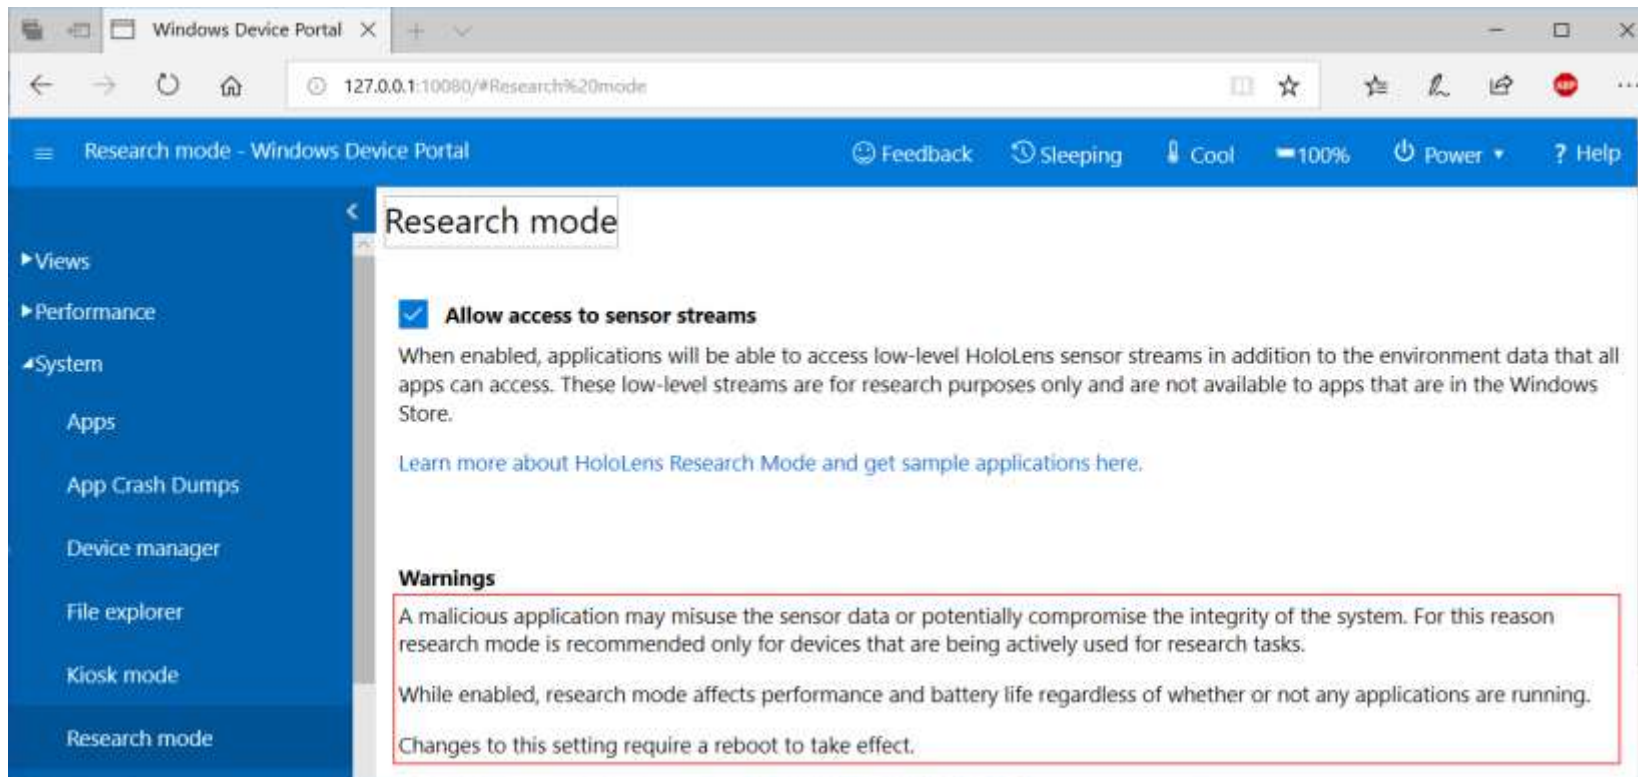 Windows Device Portal
127.0.0.1:10080/#Research%20mode
ABP
Research mode - Windows Device Portal
Feedback
Sleeping
Cool
100%
Power
? Help
Views
Performance
System
Apps
App Crash Dumps
Device manager
File explorer
Kiosk mode
Research mode
Research mode
Allow access to sensor streams
When enabled, applications will be able to access low-level HoloLens sensor streams in addition to the environment data that all
apps can access. These low-level streams are for research purposes only and are not available to apps that are in the Windows
Store.
Learn more about HoloLens Research Mode and get sample applications here.
Warnings
A malicious application may misuse the sensor data or potentially compromise the integrity of the system. For this reason
research mode is recommended only for devices that are being actively used for research tasks.
While enabled, research mode affects performance and battery life regardless of whether or not any applications are running.
Changes to this setting require a reboot to take effect.